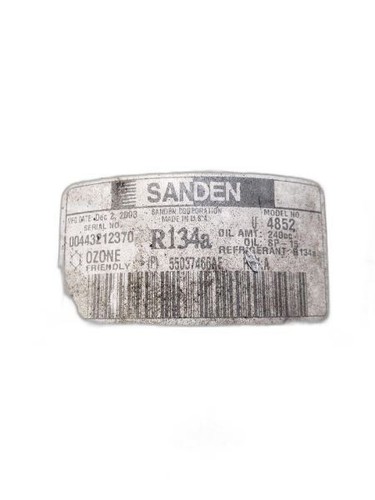 SANDEN
MFG DATE Dec 2, 2003
SANDEN CORPORATION
MADE IN U.S.A
MODEL NO.
U 4852
SERIAL NO.
00443212370
R134a
OIL AMT: 240cc
OIL: SP-15
REFRIGERANT: R134a
OZONE
FRIENDLY
(P) 55037466AE